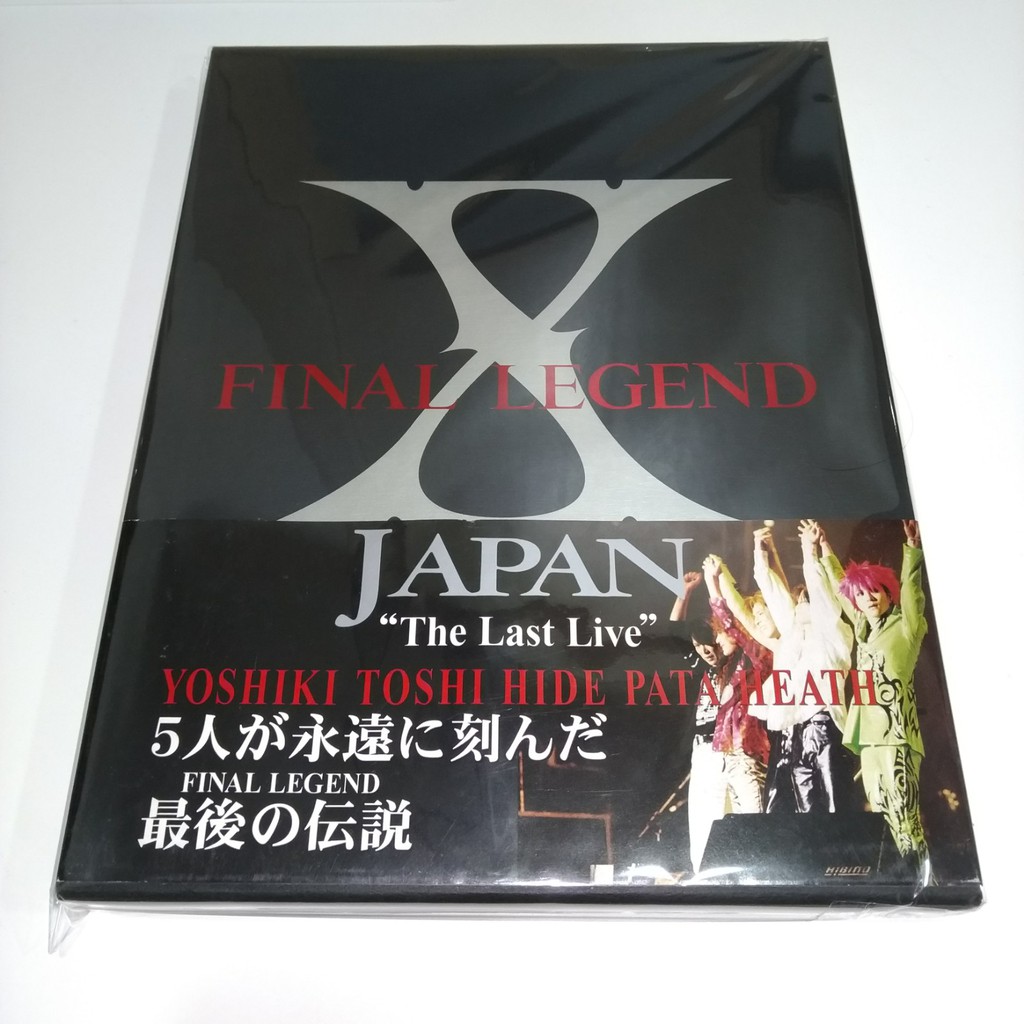 X
FINAL LEGEND
JAPAN
“The Last Live”
YOSHIKI TOSHI HIDE PATA HEATH
5人が永遠に刻んだ
FINAL LEGEND
最後の伝説
HIBINO